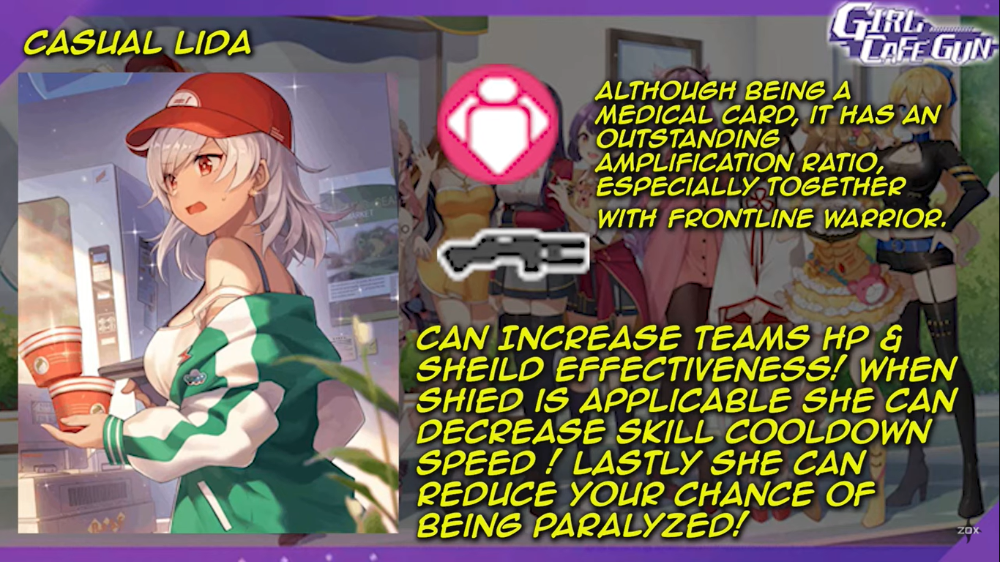 CASUAL LIDA
GIRL
CAFE GUN
ALTHOUGH BEING A
MEDICAL CARD, IT HAS AN
OUTSTANDING
AMPLIFICATION RATIO,
ESPECIALLY TOGETHER
WITH FRONTLINE WARRIOR.
MARKET
CAN INCREASE TEAMS HP &
SHEILD EFFECTIVENESS! WHEN
SHIED IS APPLICABLE SHE CAN
DECREASE SKILL COOLDOWN
SPEED ! LASTLY SHE CAN
REDUCE YOUR CHANCE OF
BEING PARALYZED!
ZOX